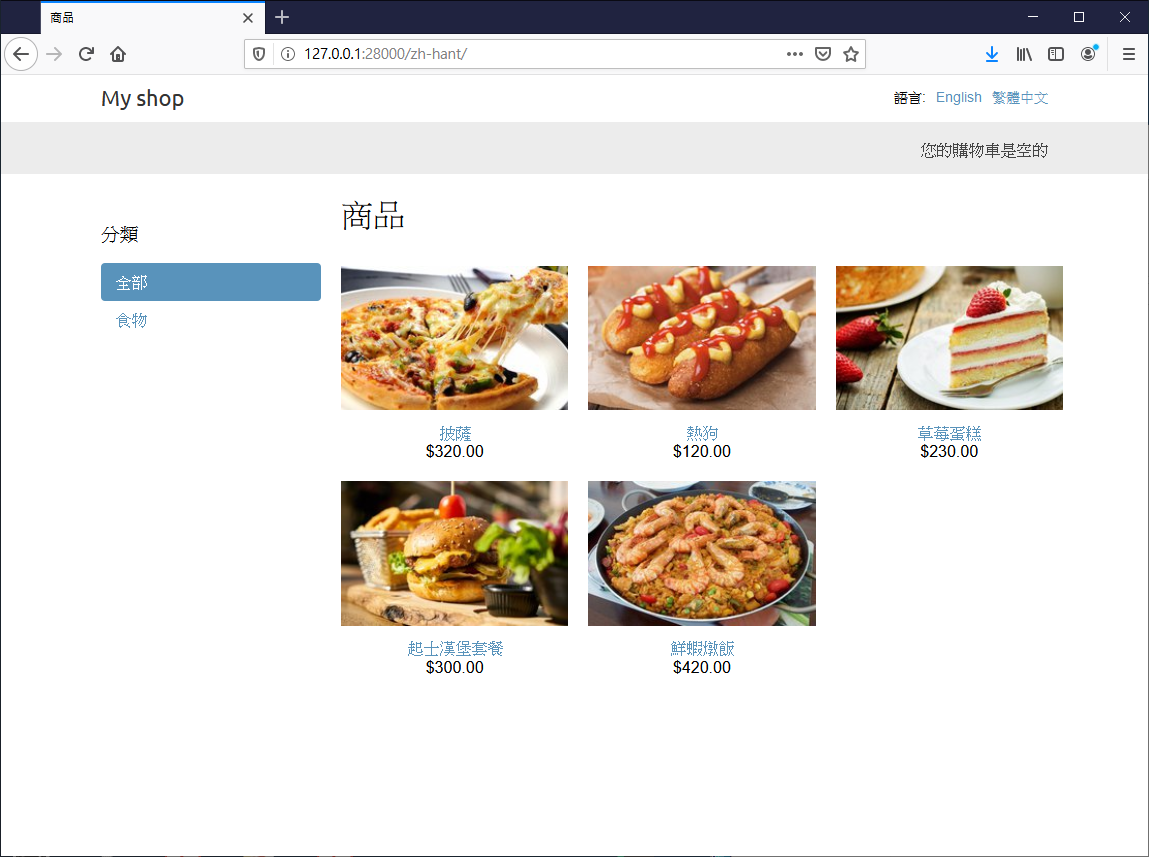 商品
127.0.0.1:28000/zh-hant/
My shop
語言: English 繁體中文
您的購物車是空的
商品
分類
全部
食物
披薩
$320.00
熱狗
$120.00
草莓蛋糕
$230.00
起士漢堡套餐
$300.00
鮮蝦燉飯
$420.00